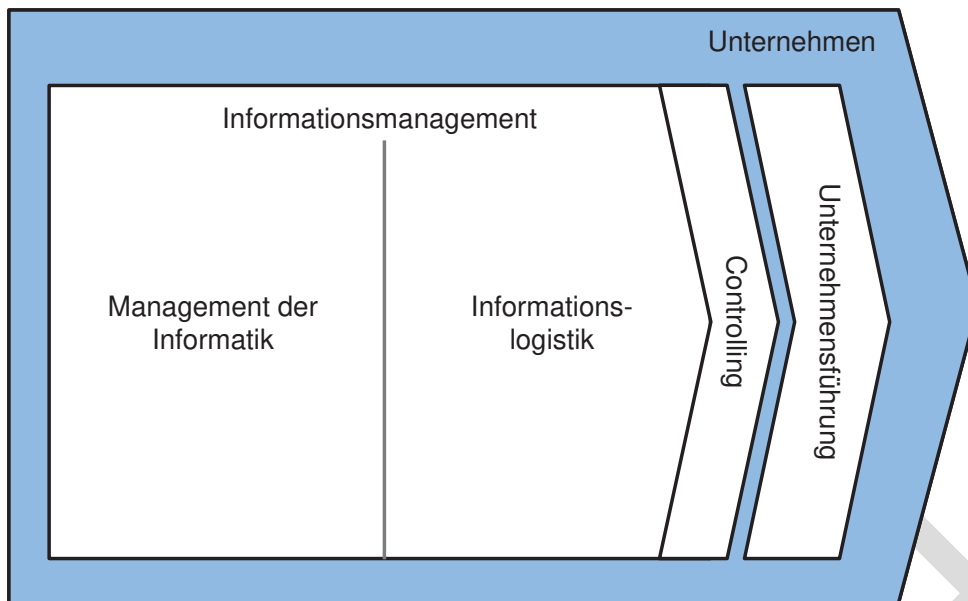 Unternehmen
Informationsmanagement
Management der
Informatik
Informations-
logistik
Controlling
Unternehmensführung